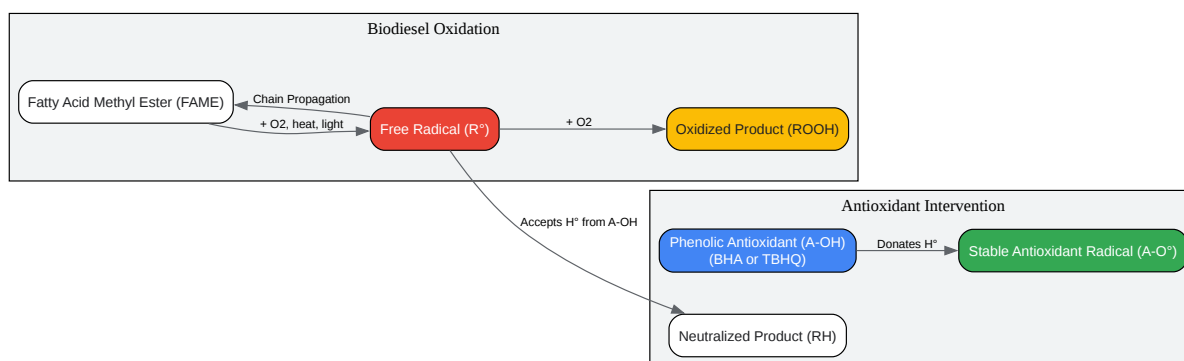 Biodiesel Oxidation
Fatty Acid Methyl Ester (FAME)
Chain Propagation
+ O2, heat, light
Free Radical (R°)
+ O2
Oxidized Product (ROOH)
Accepts H° from A-OH
Antioxidant Intervention
Phenolic Antioxidant (A-OH)
(BHA or TBHQ)
Donates H°
Stable Antioxidant Radical (A-O°)
Neutralized Product (RH)